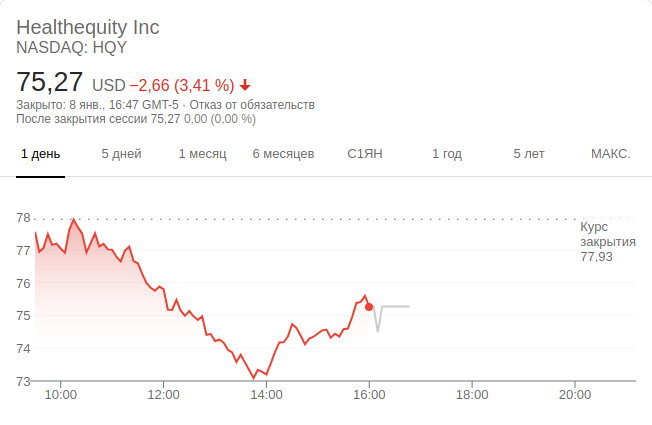 Healthequity Inc
NASDAQ: HQY
75,27 USD −2,66 (3,41 %)
Закрыто: 8 янв., 16:47 GMT-5 · Отказ от обязательств
После закрытия сессии 75,27 0,00 (0,00 %)
1 день 5 дней 1 месяц 6 месяцев С1ЯН 1 год 5 лет МАКС.
78
77
76
75
74
73
Курс
закрытия
77,93
10:00 12:00 14:00 16:00 18:00 20:00